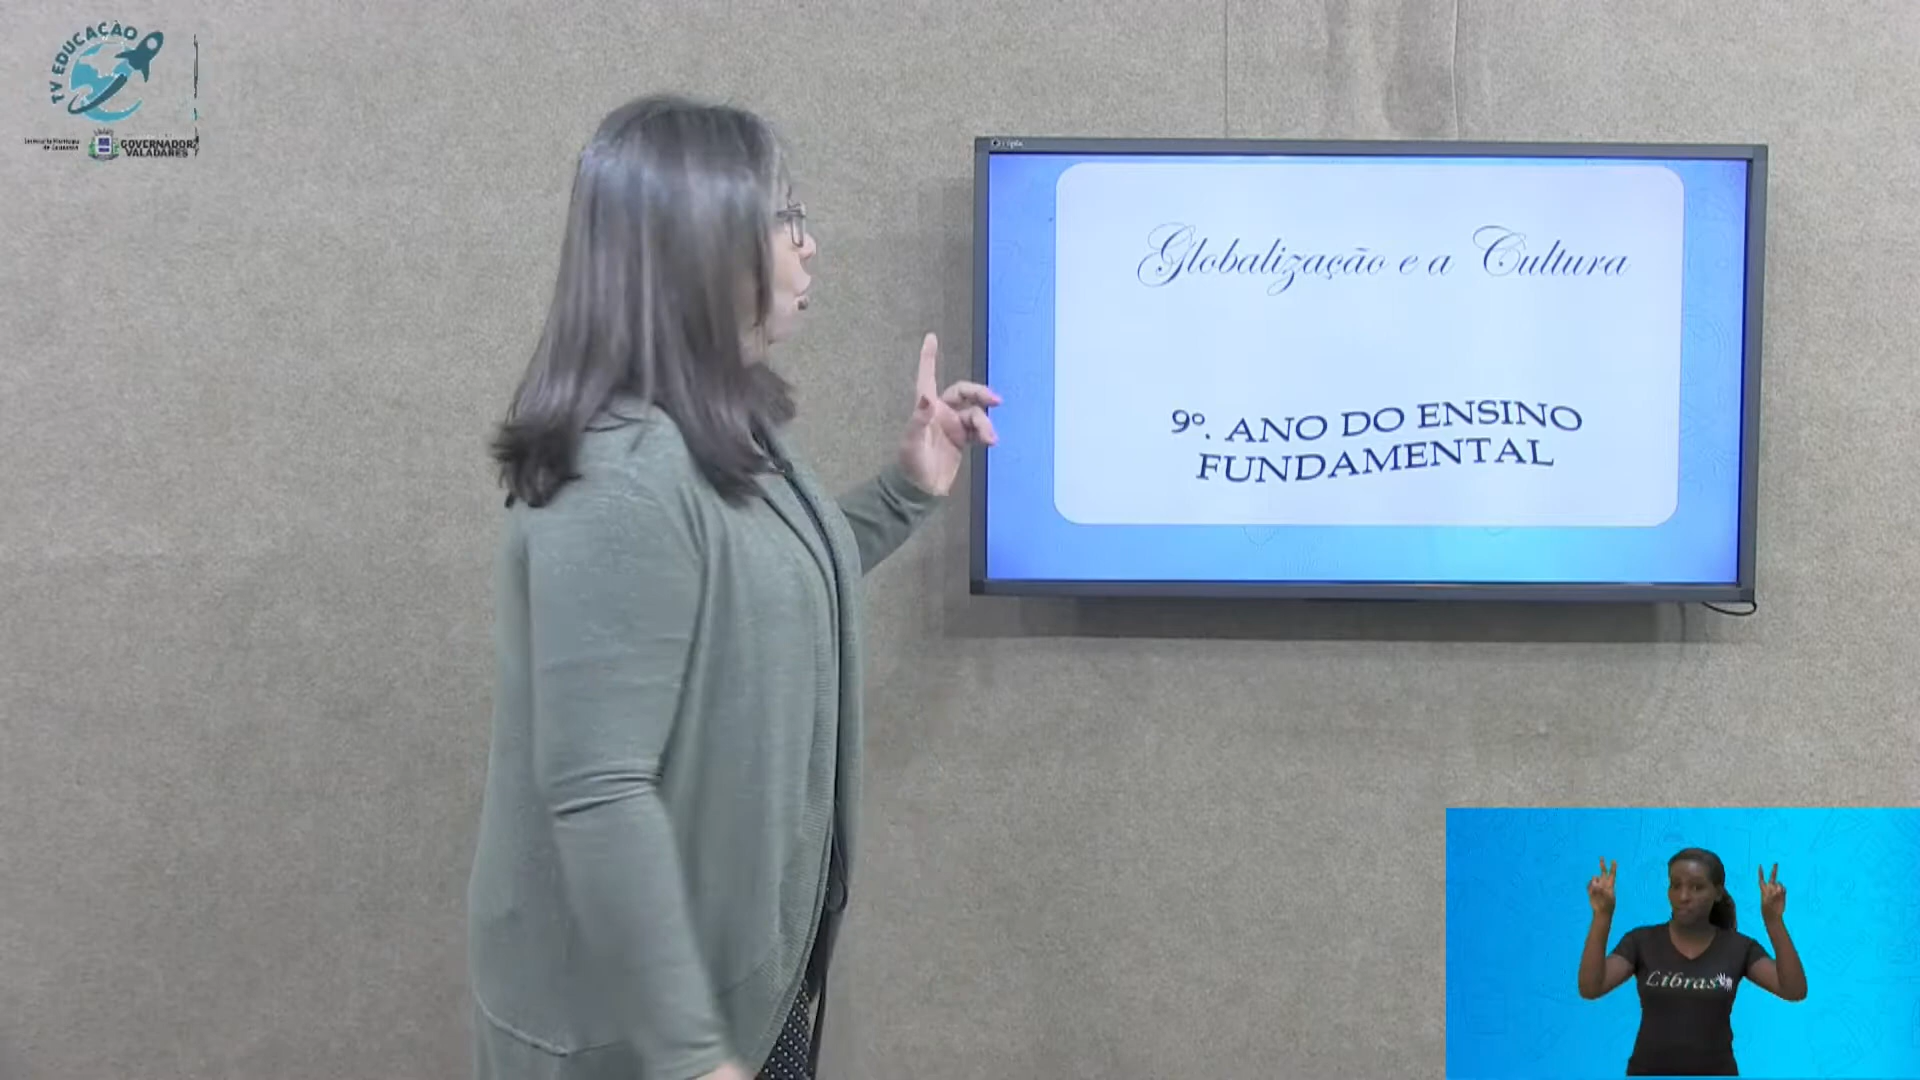 TV EDUCAÇÃO
GOVERNADOR
VALADARES
Globalização e a Cultura
9º. ANO DO ENSINO
FUNDAMENTAL
Libras